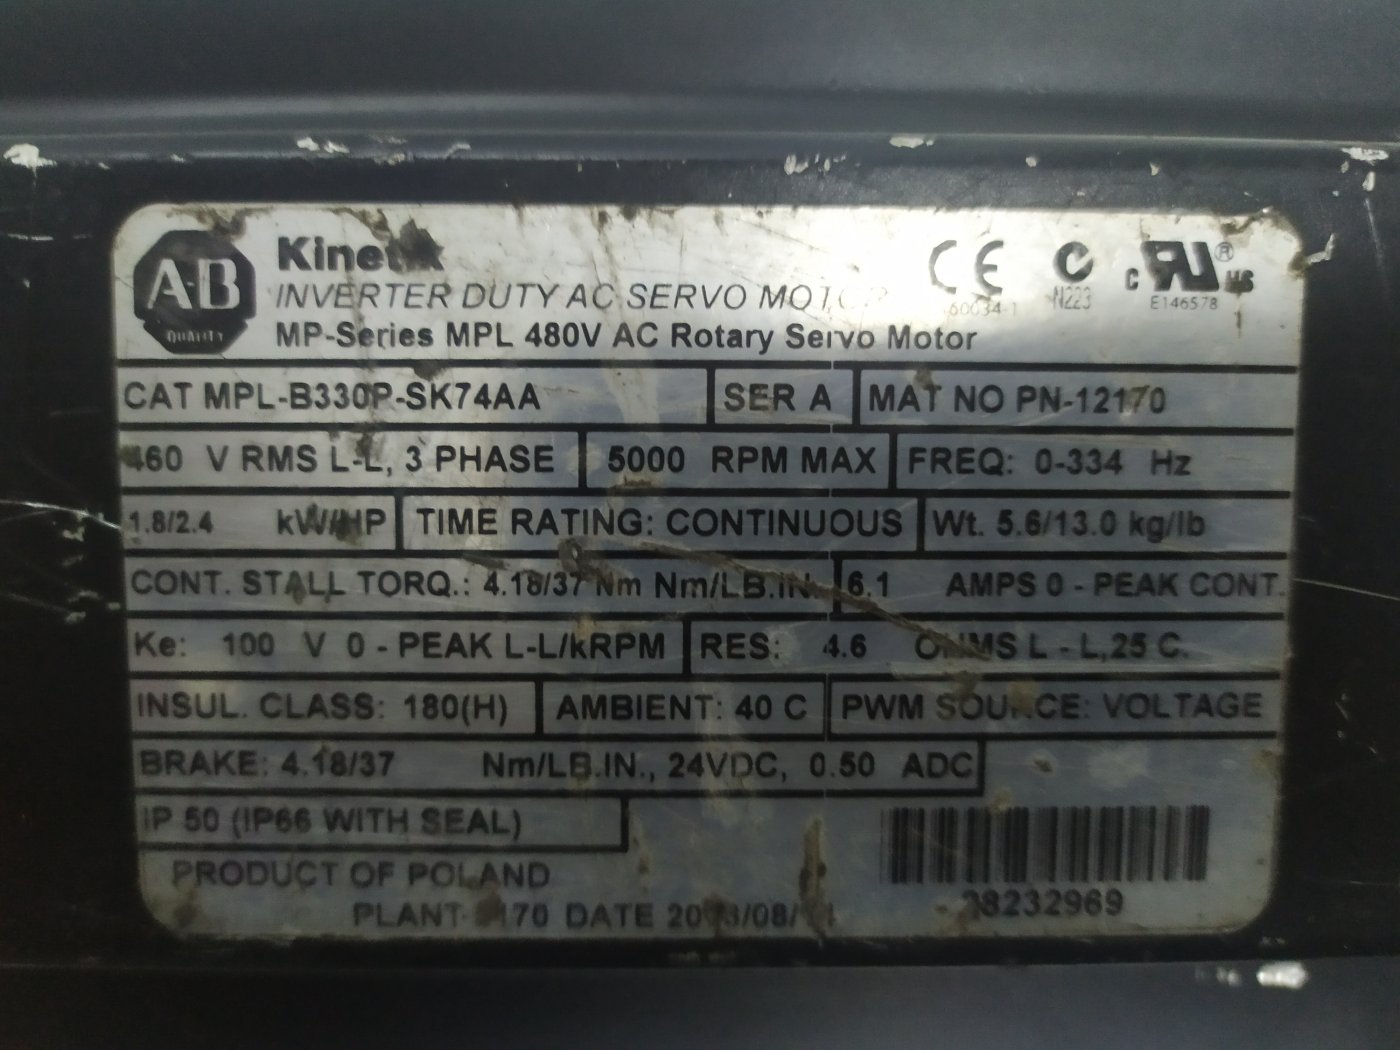 A-B
QUALITY
INVERTER DUTY AC SERVO MOTOR
MP-Series MPL 480V AC Rotary Servo Motor
CE
60034-1
N223
c RU ® US
E146578
CAT MPL-B330P-SK74AA SER A MAT NO PN-12170
460 V RMS L-L, 3 PHASE 5000 RPM MAX FREQ: 0-334 Hz
1.8/2.4 kW/HP TIME RATING: CONTINUOUS Wt. 5.6/13.0 kg/lb
CONT. STALL TORQ.: 4.18/37 Nm Nm/LB.IN. 6.1 AMPS 0 - PEAK CONT.
Ke: 100 V 0 - PEAK L-L/kRPM RES: 4.6 OHMS L - L,25 C.
INSUL. CLASS: 180(H) AMBIENT: 40 C PWM SOURCE: VOLTAGE
BRAKE: 4.18/37 Nm/LB.IN., 24VDC, 0.50 ADC
IP 50 (IP66 WITH SEAL)
PRODUCT OF POLAND
PLANT DATE